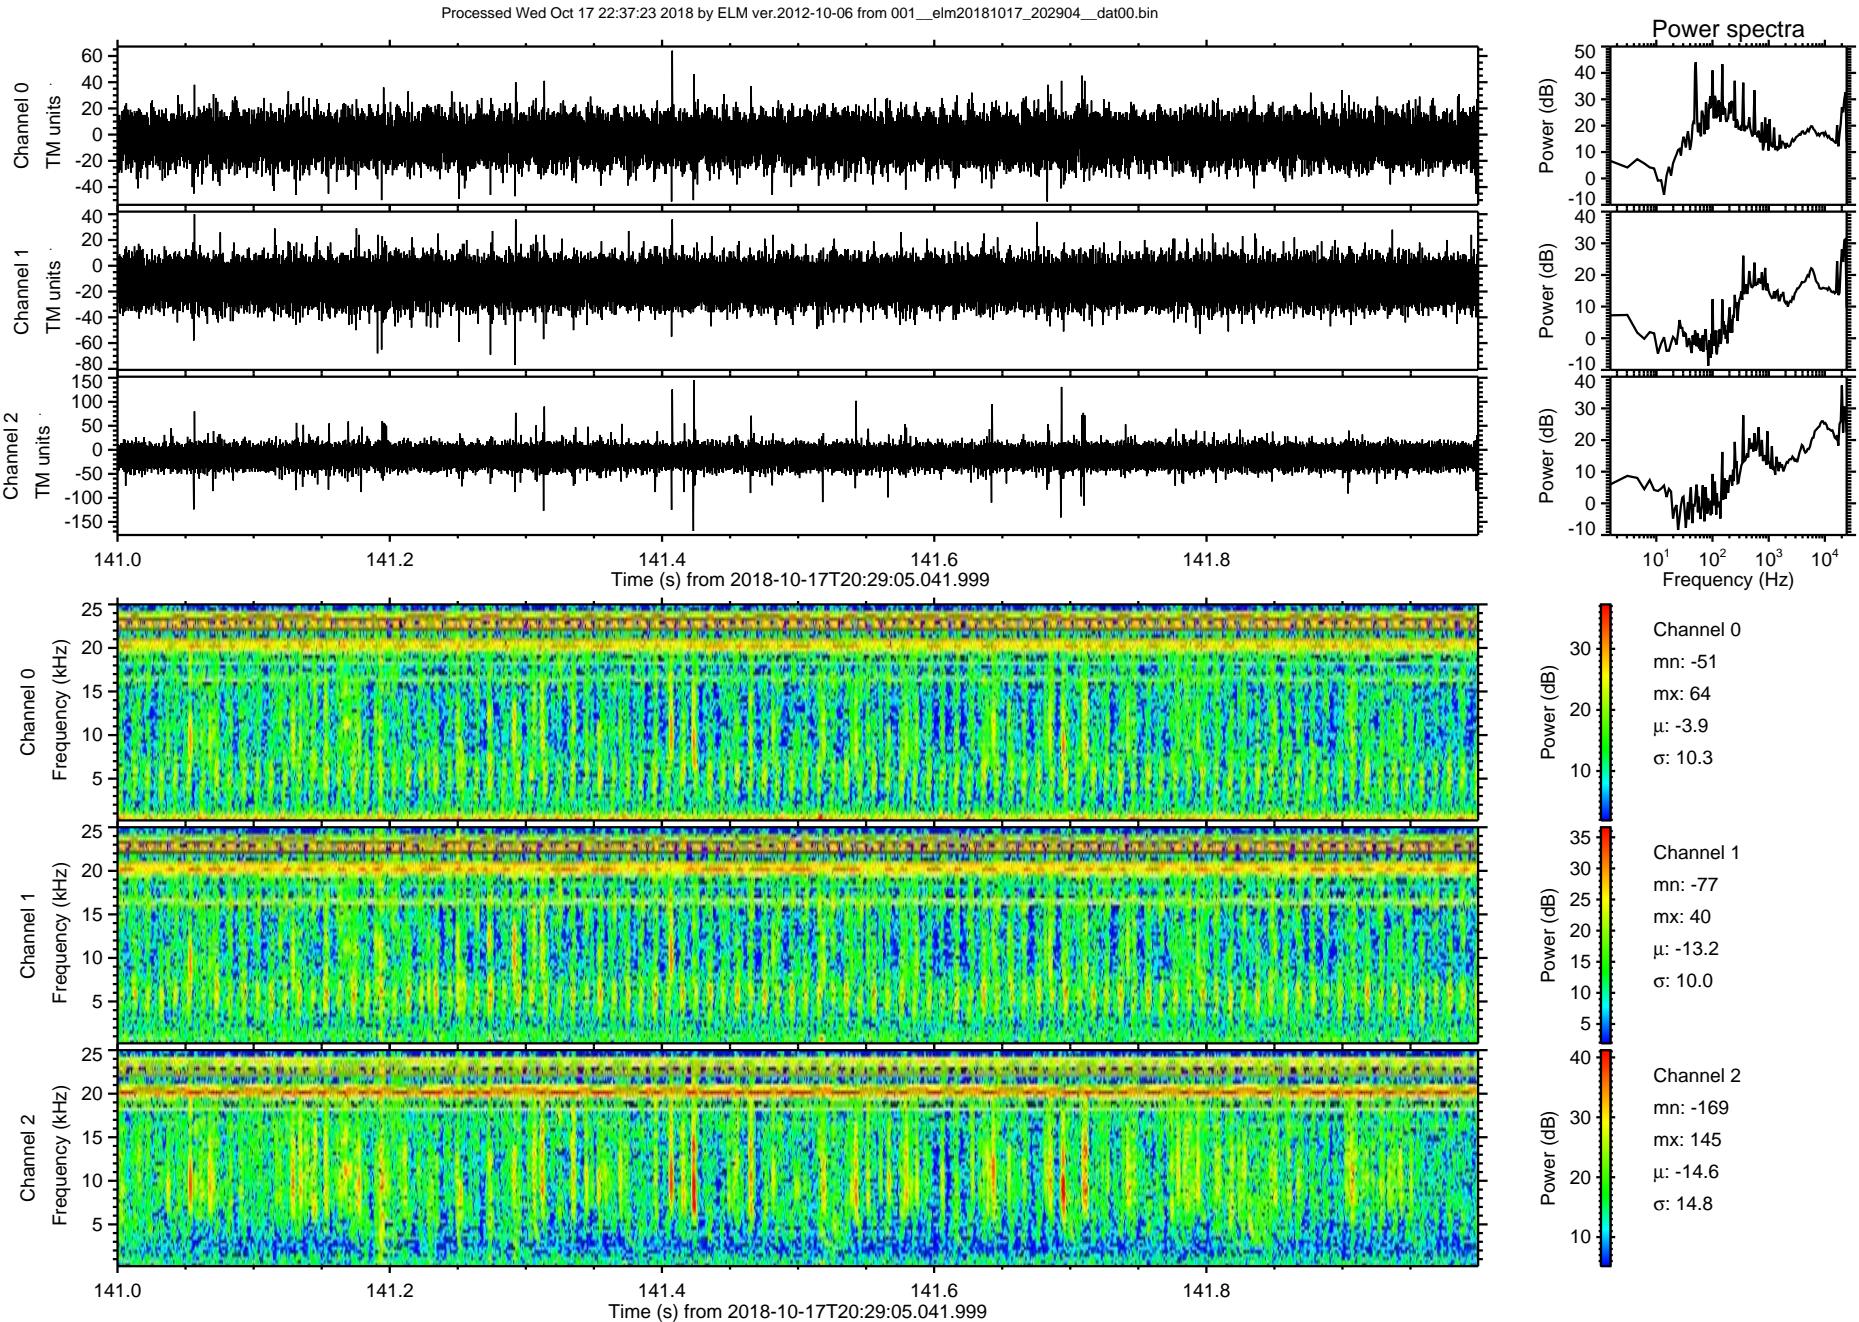 Processed Wed Oct 17 22:37:23 2018 by ELM ver.2012-10-06 from 001__elm20181017_202904__dat00.bin
Power spectra
Channel 0
TM units
60
40
20
0
-20
-40
Power (dB)
50
40
30
20
10
0
-10
Channel 1
TM units
40
20
0
-20
-40
-60
-80
Power (dB)
40
30
20
10
0
-10
Channel 2
TM units
150
100
50
0
-50
-100
-150
Power (dB)
40
30
20
10
0
-10
141.0 141.2 141.4 141.6 141.8
Time (s) from 2018-10-17T20:29:05.041.999
10^1 10^2 10^3 10^4
Frequency (Hz)
Channel 0
Frequency (kHz)
25
20
15
10
5
Power (dB)
30
20
10
Channel 0
mn: -51
mx: 64
μ: -3.9
σ: 10.3
Channel 1
Frequency (kHz)
25
20
15
10
5
Power (dB)
35
30
25
20
15
10
5
Channel 1
mn: -77
mx: 40
μ: -13.2
σ: 10.0
Channel 2
Frequency (kHz)
25
20
15
10
5
Power (dB)
40
30
20
10
Channel 2
mn: -169
mx: 145
μ: -14.6
σ: 14.8
141.0 141.2 141.4 141.6 141.8
Time (s) from 2018-10-17T20:29:05.041.999